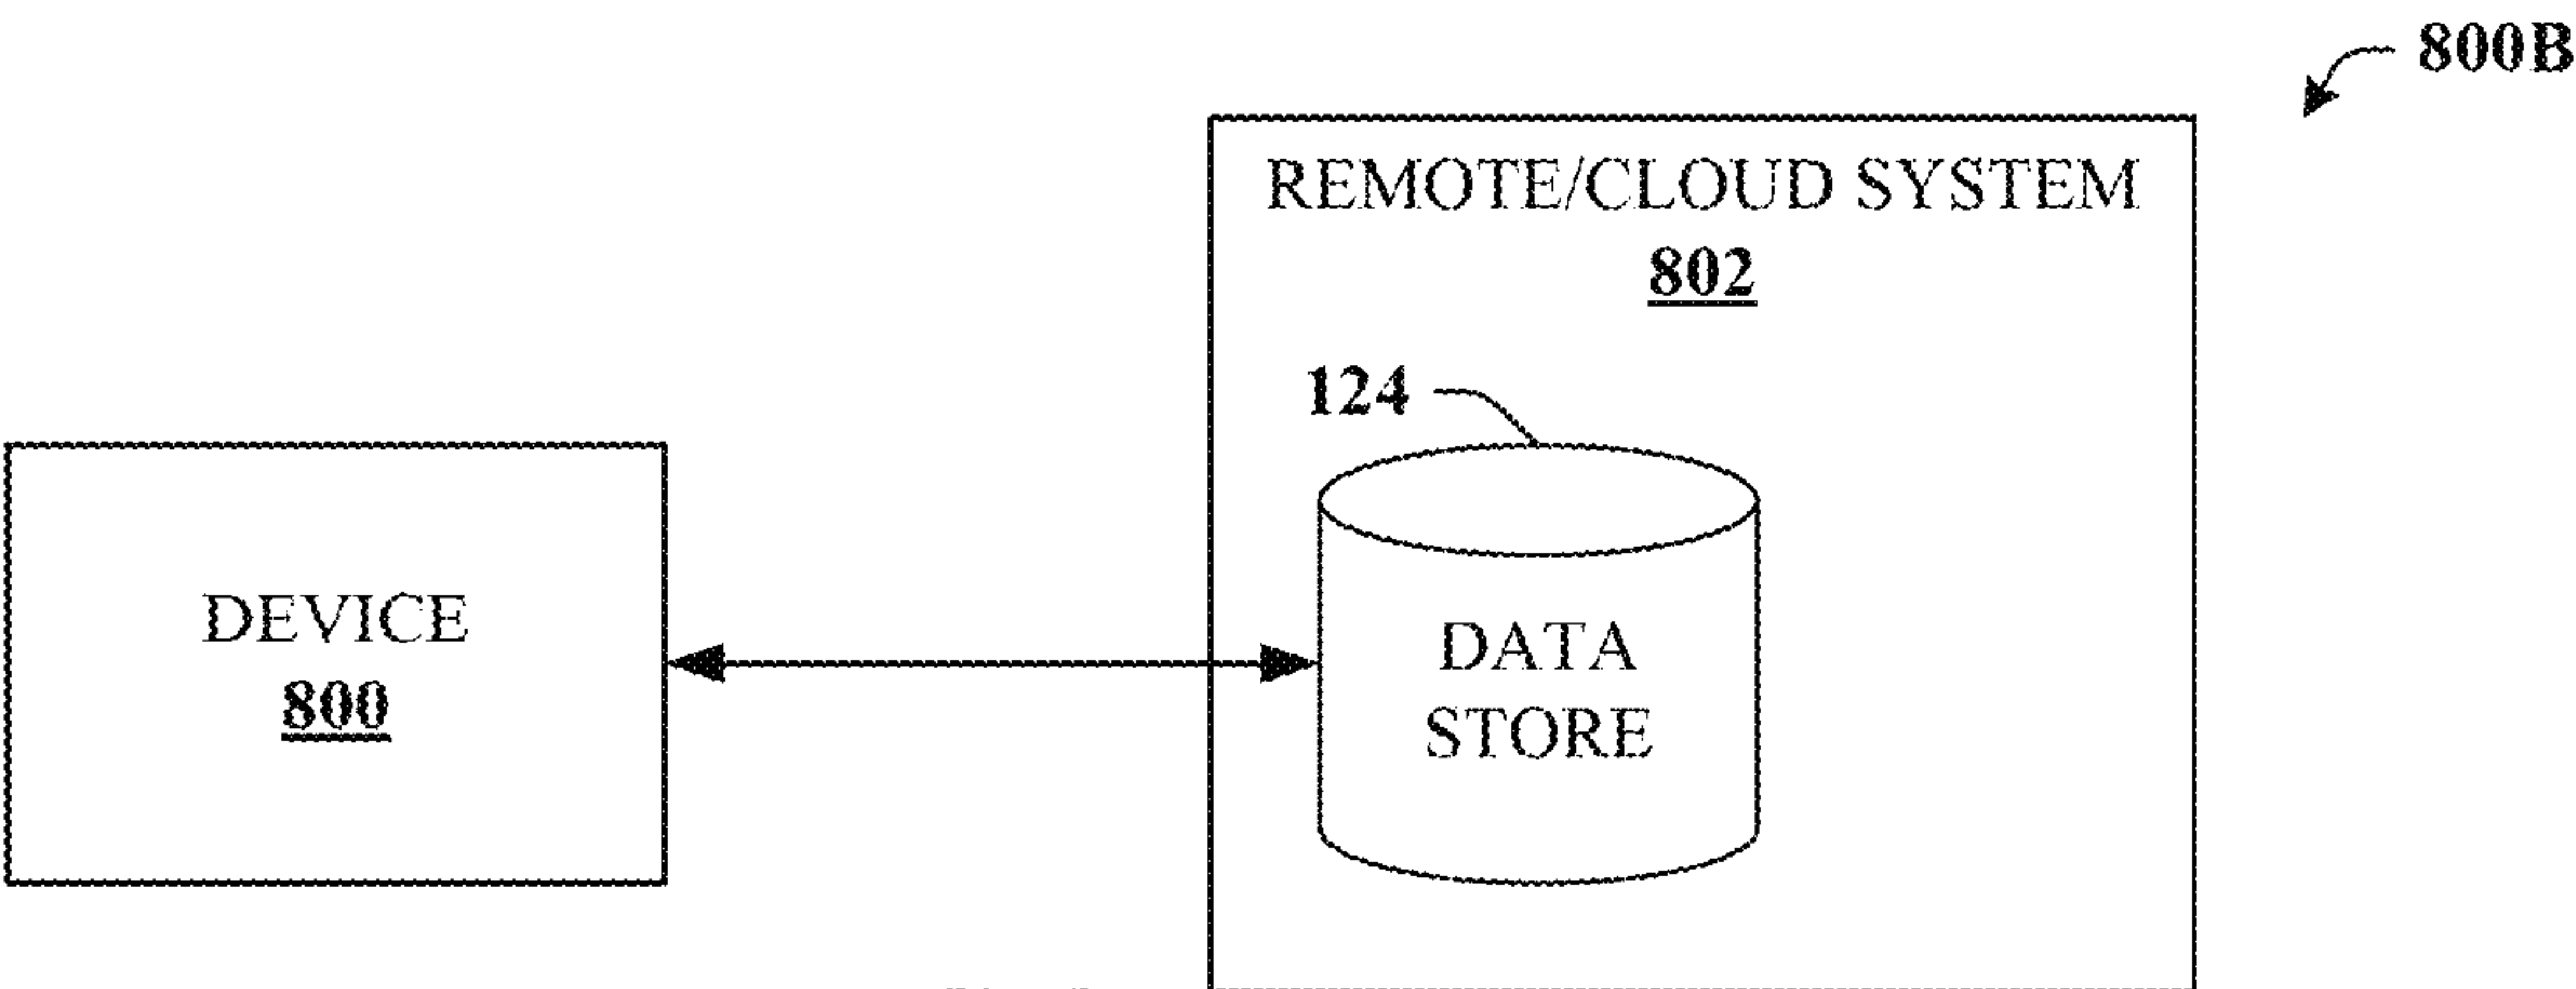 800B
REMOTE/CLOUD SYSTEM
802
124
DEVICE
800
DATA
STORE